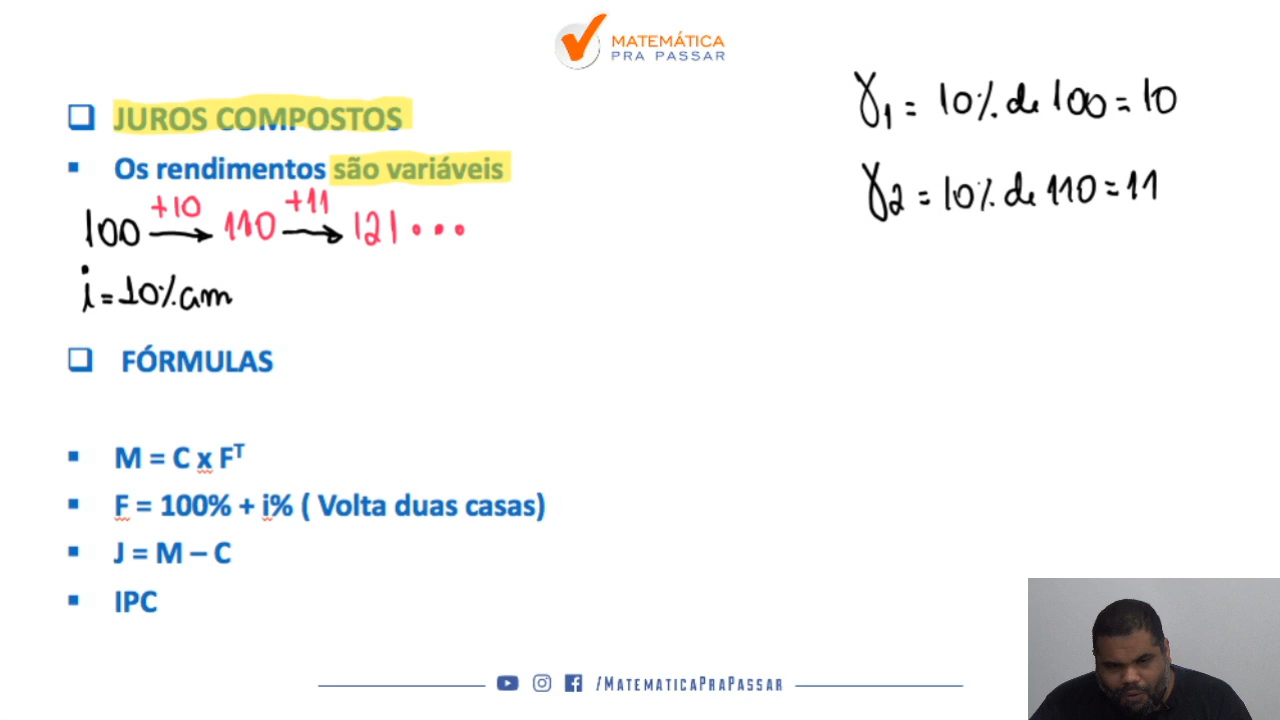 MATEMÁTICA
PRA PASSAR
JUROS COMPOSTOS
Os rendimentos são variáveis
+10 +11
100 → 110 → 121 ...
i = 10% am
γ1 = 10% de 100 = 10
γ2 = 10% de 110 = 11
FÓRMULAS
M = C x Fᵀ
F = 100% + i% ( Volta duas casas)
J = M – C
IPC
/MATEMATICAPRAPASSAR